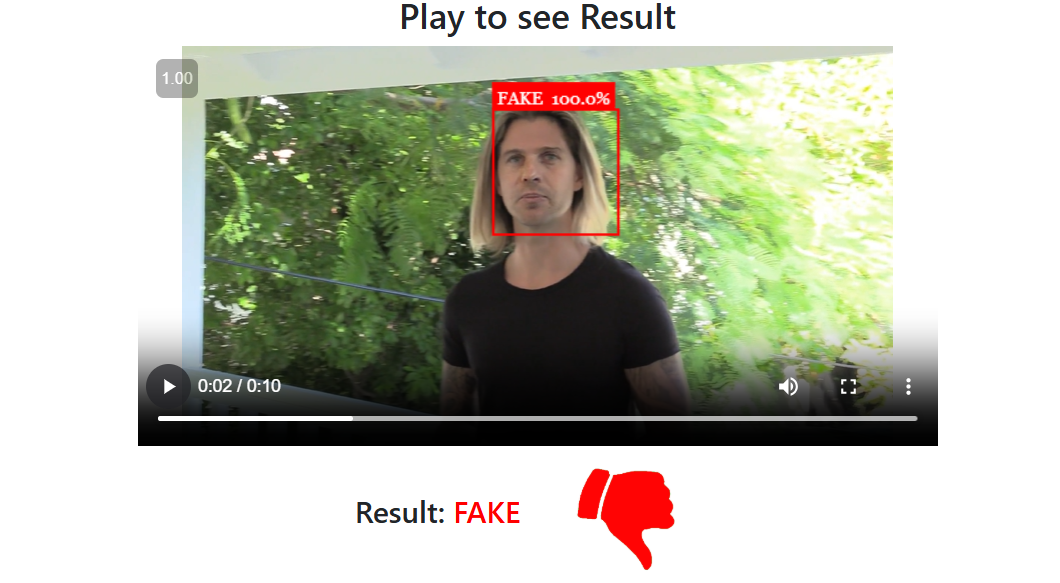 Play to see Result
1.00
FAKE 100.0%
0:02 / 0:10
Result: FAKE